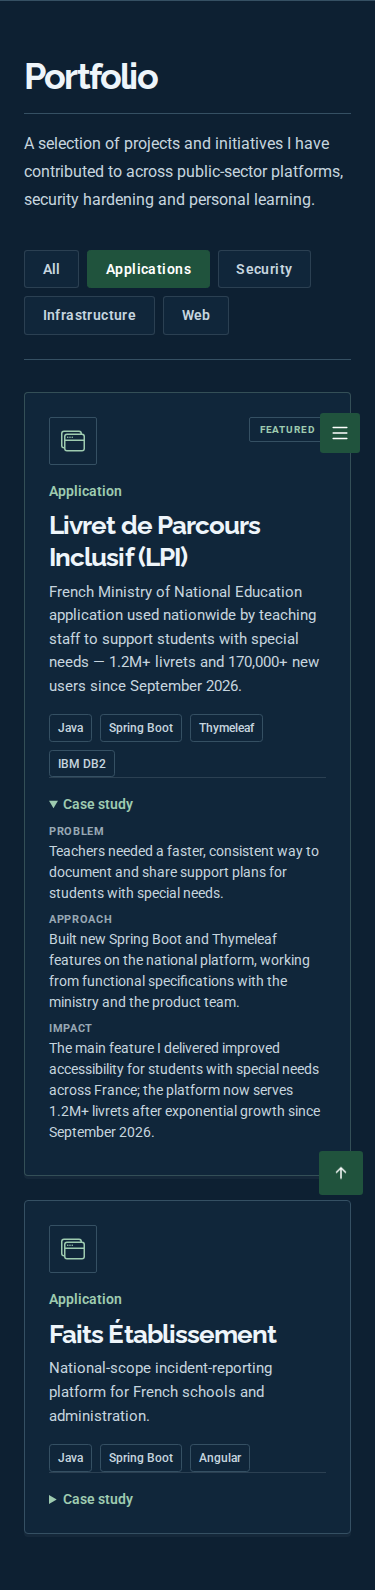 Portfolio
A selection of projects and initiatives I have
contributed to across public-sector platforms,
security hardening and personal learning.
All
Applications
Security
Infrastructure
Web
FEATURED
Application
Livret de Parcours
Inclusif (LPI)
French Ministry of National Education
application used nationwide by teaching
staff to support students with special
needs — 1.2M+ livrets and 170,000+ new
users since September 2026.
Java
Spring Boot
Thymeleaf
IBM DB2
Case study
PROBLEM
Teachers needed a faster, consistent way to
document and share support plans for
students with special needs.
APPROACH
Built new Spring Boot and Thymeleaf
features on the national platform, working
from functional specifications with the
ministry and the product team.
IMPACT
The main feature I delivered improved
accessibility for students with special needs
across France; the platform now serves
1.2M+ livrets after exponential growth since
September 2026.
Application
Faits Établissement
National-scope incident-reporting
platform for French schools and
administration.
Java
Spring Boot
Angular
Case study